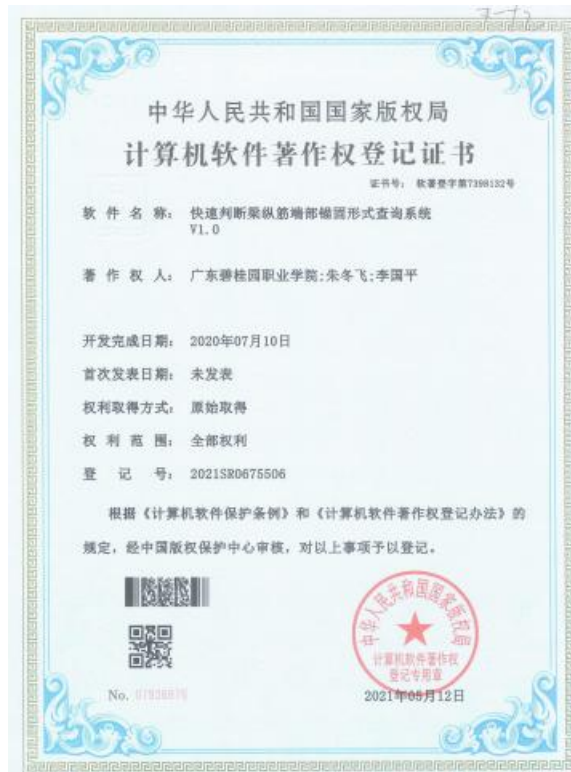 中华人民共和国国家版权局
计算机软件著作权登记证书
证书号： 软著登字第7398132号
软件名称： 快速判断梁纵筋端部锚固形式查询系统
V1.0
著作权人： 广东碧桂园职业学院;朱冬飞;李国平
开发完成日期： 2020年07月10日
首次发表日期： 未发表
权利取得方式： 原始取得
权利范围： 全部权利
登记号： 2021SR0675506
根据《计算机软件保护条例》和《计算机软件著作权登记办法》的
规定，经中国版权保护中心审核，对以上事项予以登记。
中华人民共和国国家版权局
计算机软件著作权
登记专用章
No.
2021年05月12日